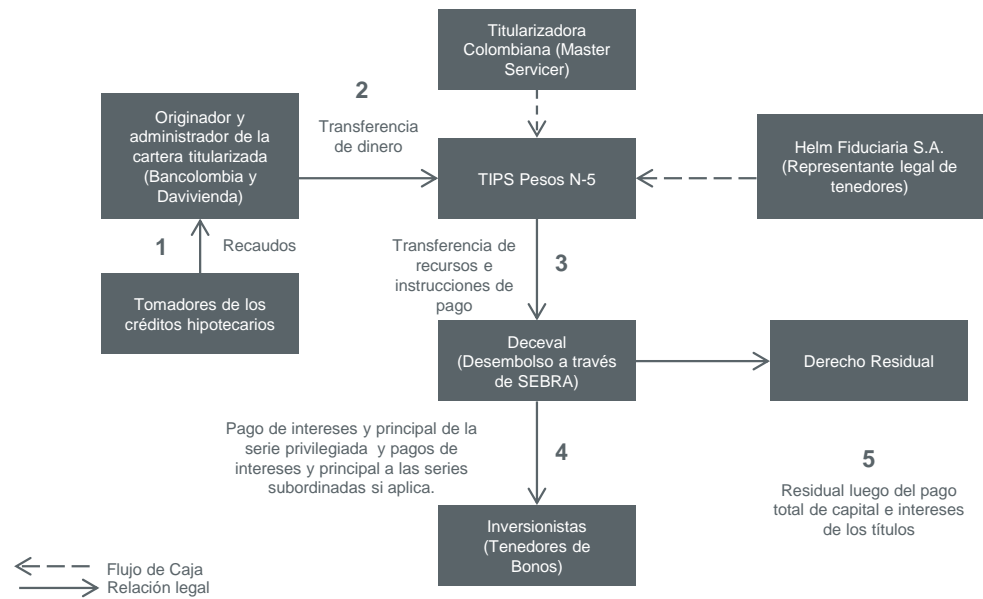 Titularizadora
Colombiana (Master
Servicer)
2
Transferencia
de dinero
Originador y
administrador de la
cartera titularizada
(Bancolombia y
Davivienda)
TIPS Pesos N-5
Helm Fiduciaria S.A.
(Representante legal de
tenedores)
1
Recaudos
Tomadores de los
créditos hipotecarios
Transferencia de
recursos e
instrucciones de
pago
3
Deceval
(Desembolso a través
de SEBRA)
Derecho Residual
Pago de intereses y principal de la
serie privilegiada y pagos de
intereses y principal a las series
subordinadas si aplica.
4
5
Residual luego del pago
total de capital e intereses
de los títulos
Inversionistas
(Tenedores de
Bonos)
Flujo de Caja
Relación legal